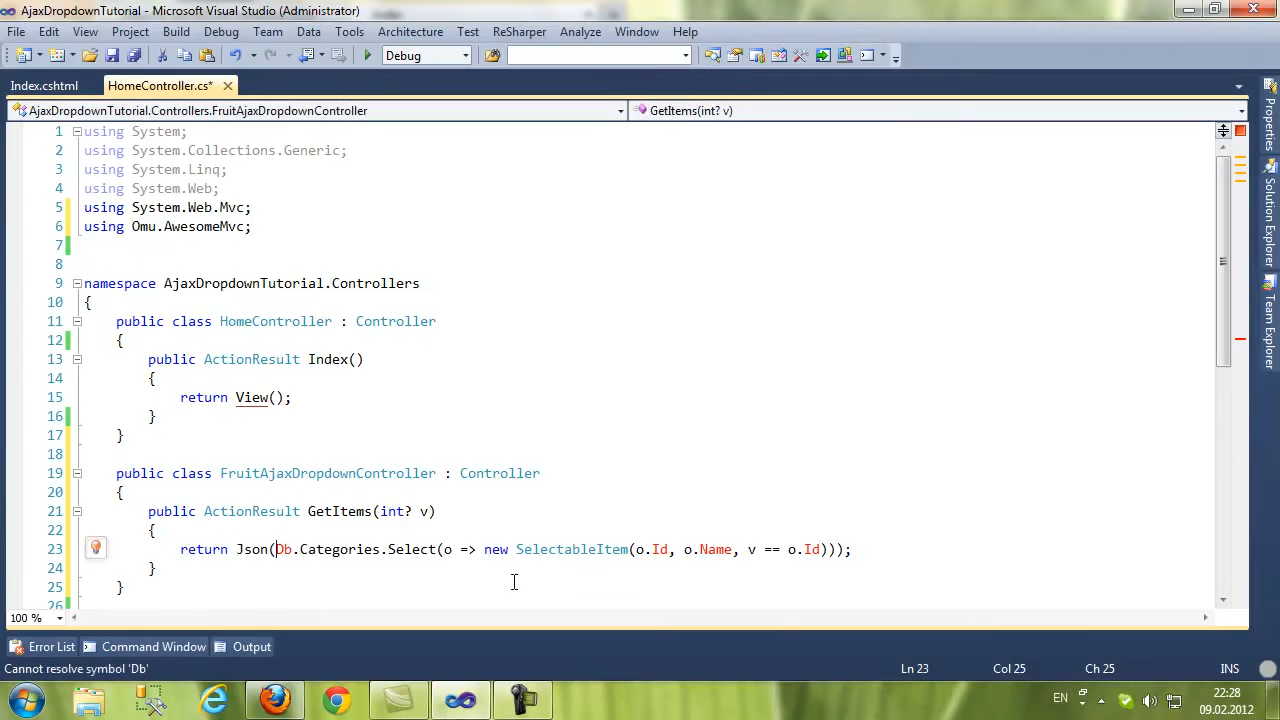 AjaxDropdownTutorial - Microsoft Visual Studio (Administrator)
File Edit View Project Build Debug Team Data Tools Architecture Test ReSharper Analyze Window Help
Debug
Index.cshtml HomeController.cs*
AjaxDropdownTutorial.Controllers.FruitAjaxDropdownController GetItems(int? v)
1 using System;
2 using System.Collections.Generic;
3 using System.Linq;
4 using System.Web;
5 using System.Web.Mvc;
6 using Omu.AwesomeMvc;
7
8
9 namespace AjaxDropdownTutorial.Controllers
10 {
11 public class HomeController : Controller
12 {
13 public ActionResult Index()
14 {
15 return View();
16 }
17 }
18
19 public class FruitAjaxDropdownController : Controller
20 {
21 public ActionResult GetItems(int? v)
22 {
23 return Json(Db.Categories.Select(o => new SelectableItem(o.Id, o.Name, v == o.Id)));
24 }
25 }
26
Properties
Solution Explorer
Team Explorer
100 %
Error List Command Window Output
Cannot resolve symbol 'Db' Ln 23 Col 25 Ch 25 INS
EN 22:28
09.02.2012